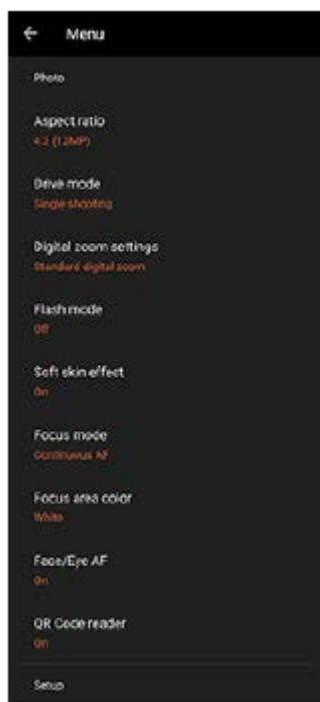 Menu
Photo
Aspect ratio
4:3 (12MP)
Drive mode
Single shooting
Digital zoom settings
Standard digital zoom
Flash mode
Off
Soft skin effect
On
Focus mode
Continuous AF
Focus area color
White
Face/Eye AF
On
QR Code reader
On
Setup